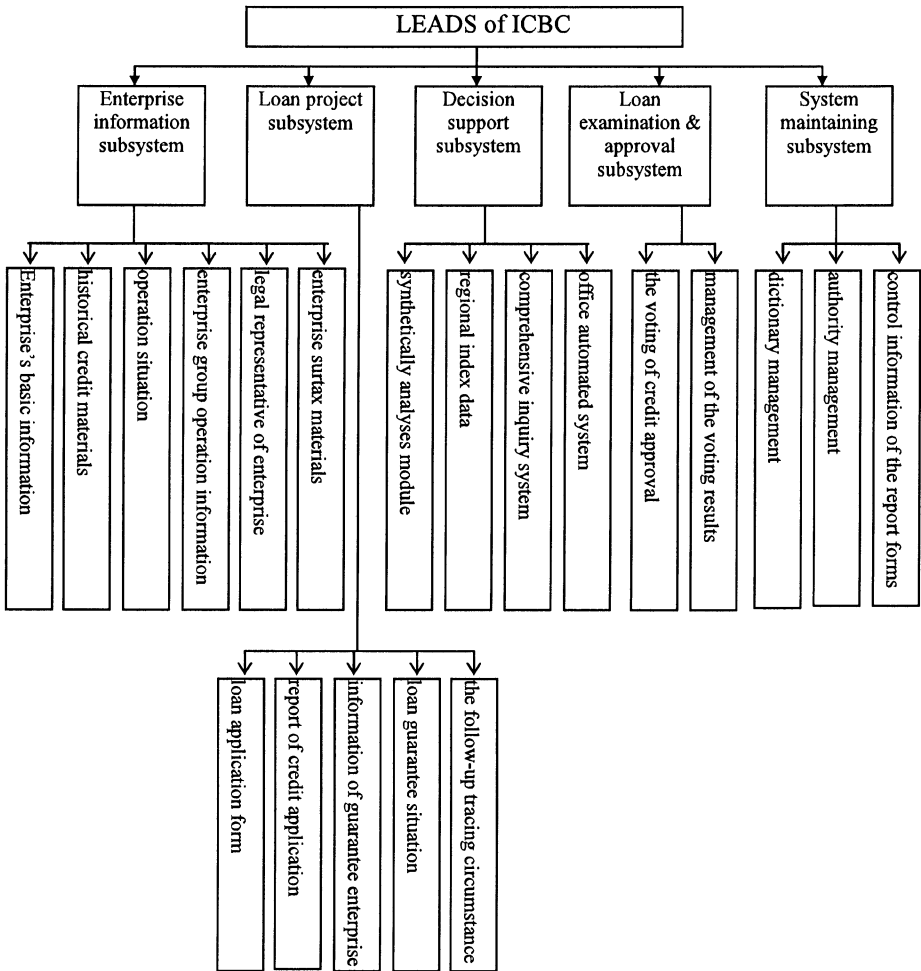 LEADS of ICBC
Enterprise
information
subsystem
Loan project
subsystem
Decision
support
subsystem
Loan
examination &
approval
subsystem
System
maintaining
subsystem
Enterprise's basic information
historical credit materials
operation situation
enterprise group operation information
legal representative of enterprise
enterprise surtax materials
synthetically analyses module
regional index data
comprehensive inquiry system
office automated system
the voting of credit approval
management of the voting results
dictionary management
authority management
control information of the report forms
loan application form
report of credit application
information of guarantee enterprise
loan guarantee situation
the follow-up tracing circumstance